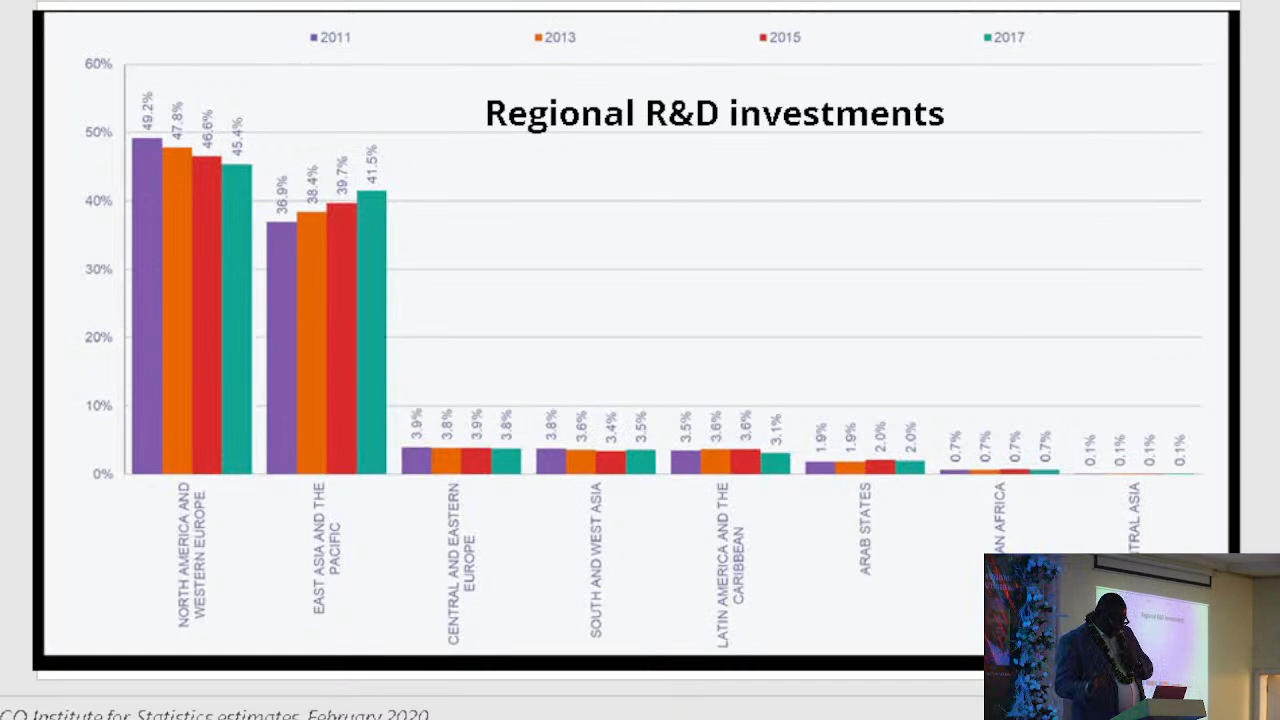 2011 2013 2015 2017
60%
50%
40%
30%
20%
10%
0%
Regional R&D investments
49.2% 47.8% 46.6% 45.4%
36.9% 38.4% 39.7% 41.5%
3.9% 3.8% 3.9% 3.8%
3.8% 3.6% 3.4% 3.5%
3.5% 3.6% 3.6% 3.1%
1.9% 1.9% 2.0% 2.0%
0.7% 0.7% 0.7% 0.7%
0.1% 0.1% 0.1% 0.1%
NORTH AMERICA AND
WESTERN EUROPE
EAST ASIA AND THE
PACIFIC
CENTRAL AND EASTERN
EUROPE
SOUTH AND WEST ASIA
LATIN AMERICA AND THE
CARIBBEAN
ARAB STATES
AN AFRICA
TRAL ASIA
Regional R&D investments
CO Institute for Statistics estimates, February 2020